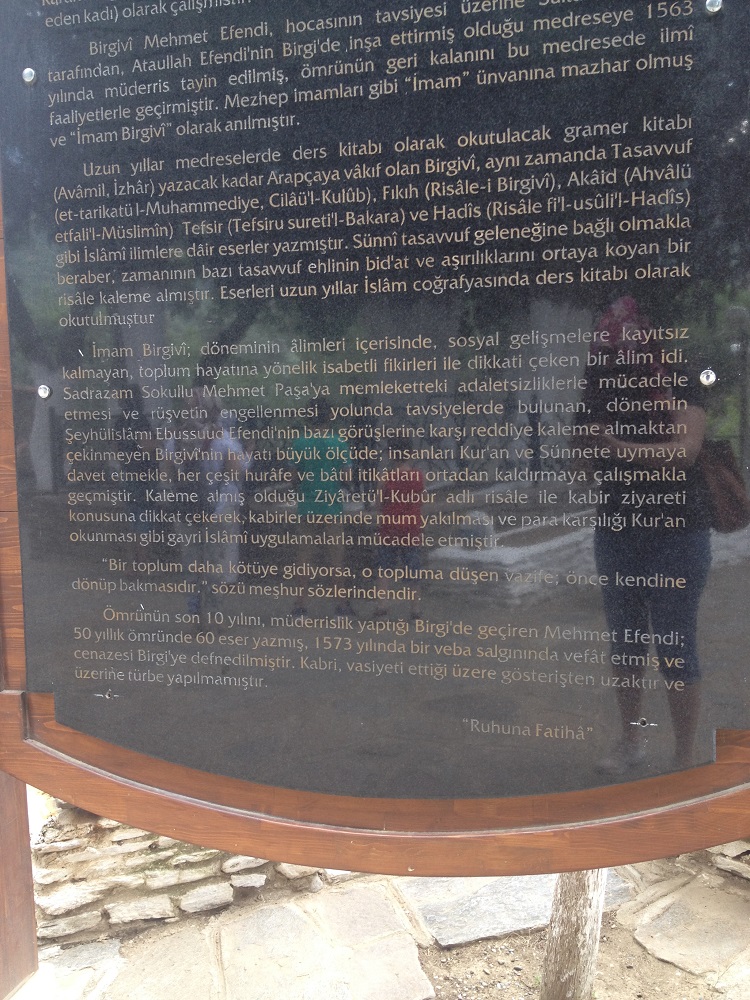 eden kadı) olarak çalışmıştır
Birgivî Mehmet Efendi, hocasının tavsiyesi üzerine
tarafından, Ataullah Efendi'nin Birgi'de inşa ettirmiş olduğu medreseye 1563
yılında müderris tayin edilmiş, ömrünün geri kalanını bu medresede ilmî
faaliyetlerle geçirmiştir. Mezhep imamları gibi “İmam” ünvanına mazhar olmuş
ve “İmam Birgivî” olarak anılmıştır.
Uzun yıllar medreselerde ders kitabı olarak okutulacak gramer kitabı
(Avâmil, İzhâr) yazacak kadar Arapçaya vâkıf olan Birgivî, aynı zamanda Tasavvuf
(et-tarikatü'l-Muhammediye, Cilâü'l-Kulûb), Fıkıh (Risâle-i Birgivî), Akâid (Ahvâlü
etfali'l-Müslimîn) Tefsir (Tefsiru sureti'l-Bakara) ve Hadîs (Risâle fi'l-usûli'l-Hadîs)
gibi İslâmî ilimlere dâir eserler yazmıştır. Sünnî tasavvuf geleneğine bağlı olmakla
beraber, zamanının bazı tasavvuf ehlinin bid'at ve aşırılıklarını ortaya koyan bir
risâle kaleme almıştır. Eserleri uzun yıllar İslâm coğrafyasında ders kitabı olarak
okutulmuştur
İmam Birgivî; döneminin âlimleri içerisinde, sosyal gelişmelere kayıtsız
kalmayan, toplum hayatına yönelik isabetli fikirleri ile dikkati çeken bir âlim idi.
Sadrazam Sokullu Mehmet Paşa'ya memleketteki adaletsizliklerle mücadele
etmesi ve rüşvetin engellenmesi yolunda tavsiyelerde bulunan, dönemin
Şeyhülislâmı Ebussuud Efendi'nin bazı görüşlerine karşı reddiye kaleme almaktan
çekinmeyen Birgivî'nin hayatı büyük ölçüde; insanları Kur'an ve Sünnete uymaya
davet etmekle, her çeşit hurâfe ve bâtıl itikâtları ortadan kaldırmaya çalışmakla
geçmiştir. Kaleme almış olduğu Ziyâretü'l-Kubûr adlı risâle ile kabir ziyareti
konusuna dikkat çekerek, kabirler üzerinde mum yakılması ve para karşılığı Kur'an
okunması gibi gayri İslâmî uygulamalarla mücadele etmiştir.
“Bir toplum daha kötüye gidiyorsa, o topluma düşen vazife; önce kendine
dönüp bakmasıdır.” sözü meşhur sözlerindendir.
Ömrünün son 10 yılını, müderrislik yaptığı Birgi'de geçiren Mehmet Efendi;
50 yıllık ömründe 60 eser yazmış, 1573 yılında bir veba salgınında vefât etmiş ve
cenazesi Birgi'ye defnedilmiştir. Kabri, vasiyeti ettiği üzere gösterişten uzaktır ve
üzerine türbe yapılmamıştır.
“Ruhuna Fatihâ”